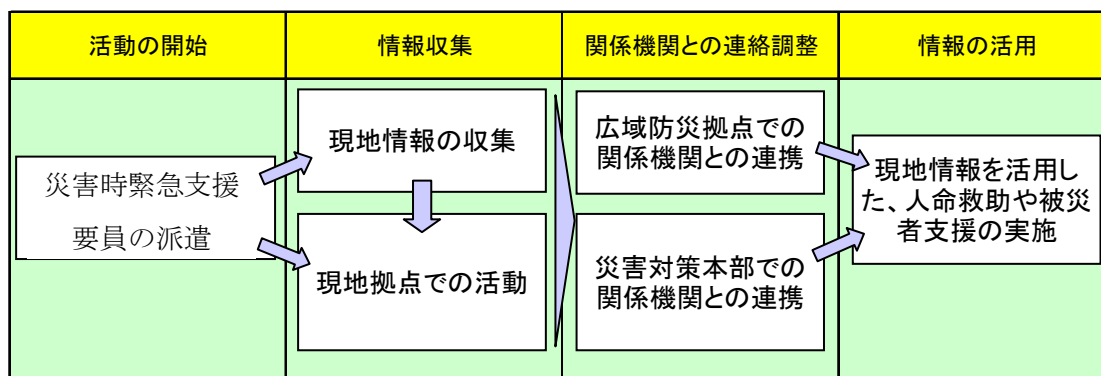 活動の開始
情報収集
関係機関との連絡調整
情報の活用
災害時緊急支援
要員の派遣
現地情報の収集
現地拠点での活動
広域防災拠点での
関係機関との連携
災害対策本部での
関係機関との連携
現地情報を活用し
た、人命救助や被災
者支援の実施